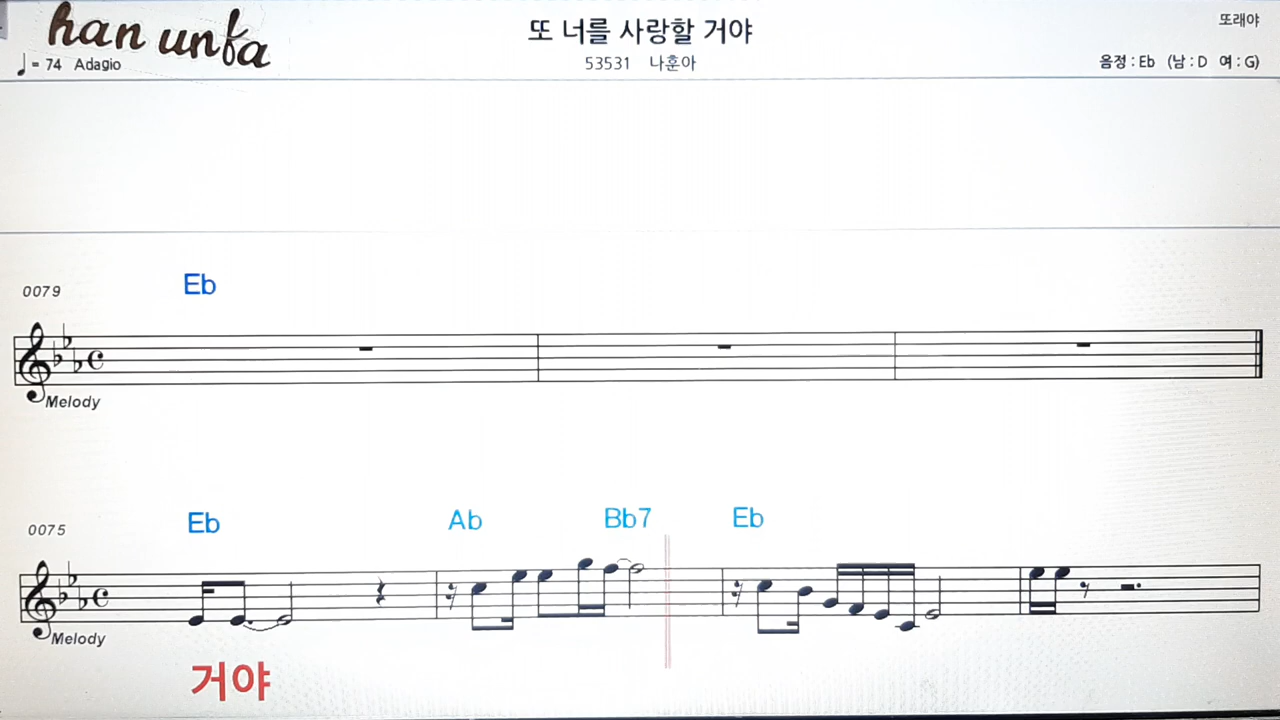 han unfa
또 너를 사랑할 거야
또래야
♩= 74 Adagio
53531 나훈아
음정 : Eb (남 : D 여 : G)
Eb
0079
Melody
Eb Ab Bb7 Eb
0075
Melody
거야